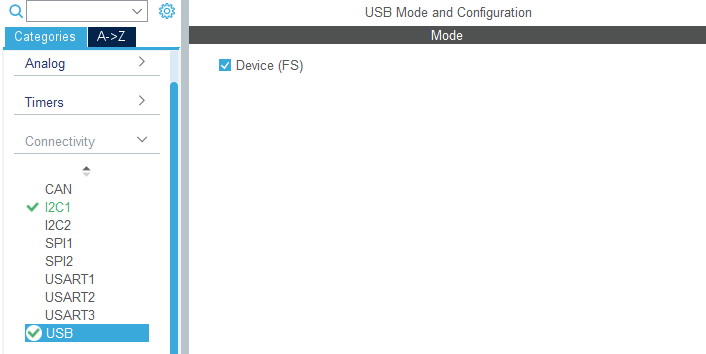 USB Mode and Configuration
Categories A->Z
Mode
Analog
Device (FS)
Timers
Connectivity
CAN
I2C1
I2C2
SPI1
SPI2
USART1
USART2
USART3
USB